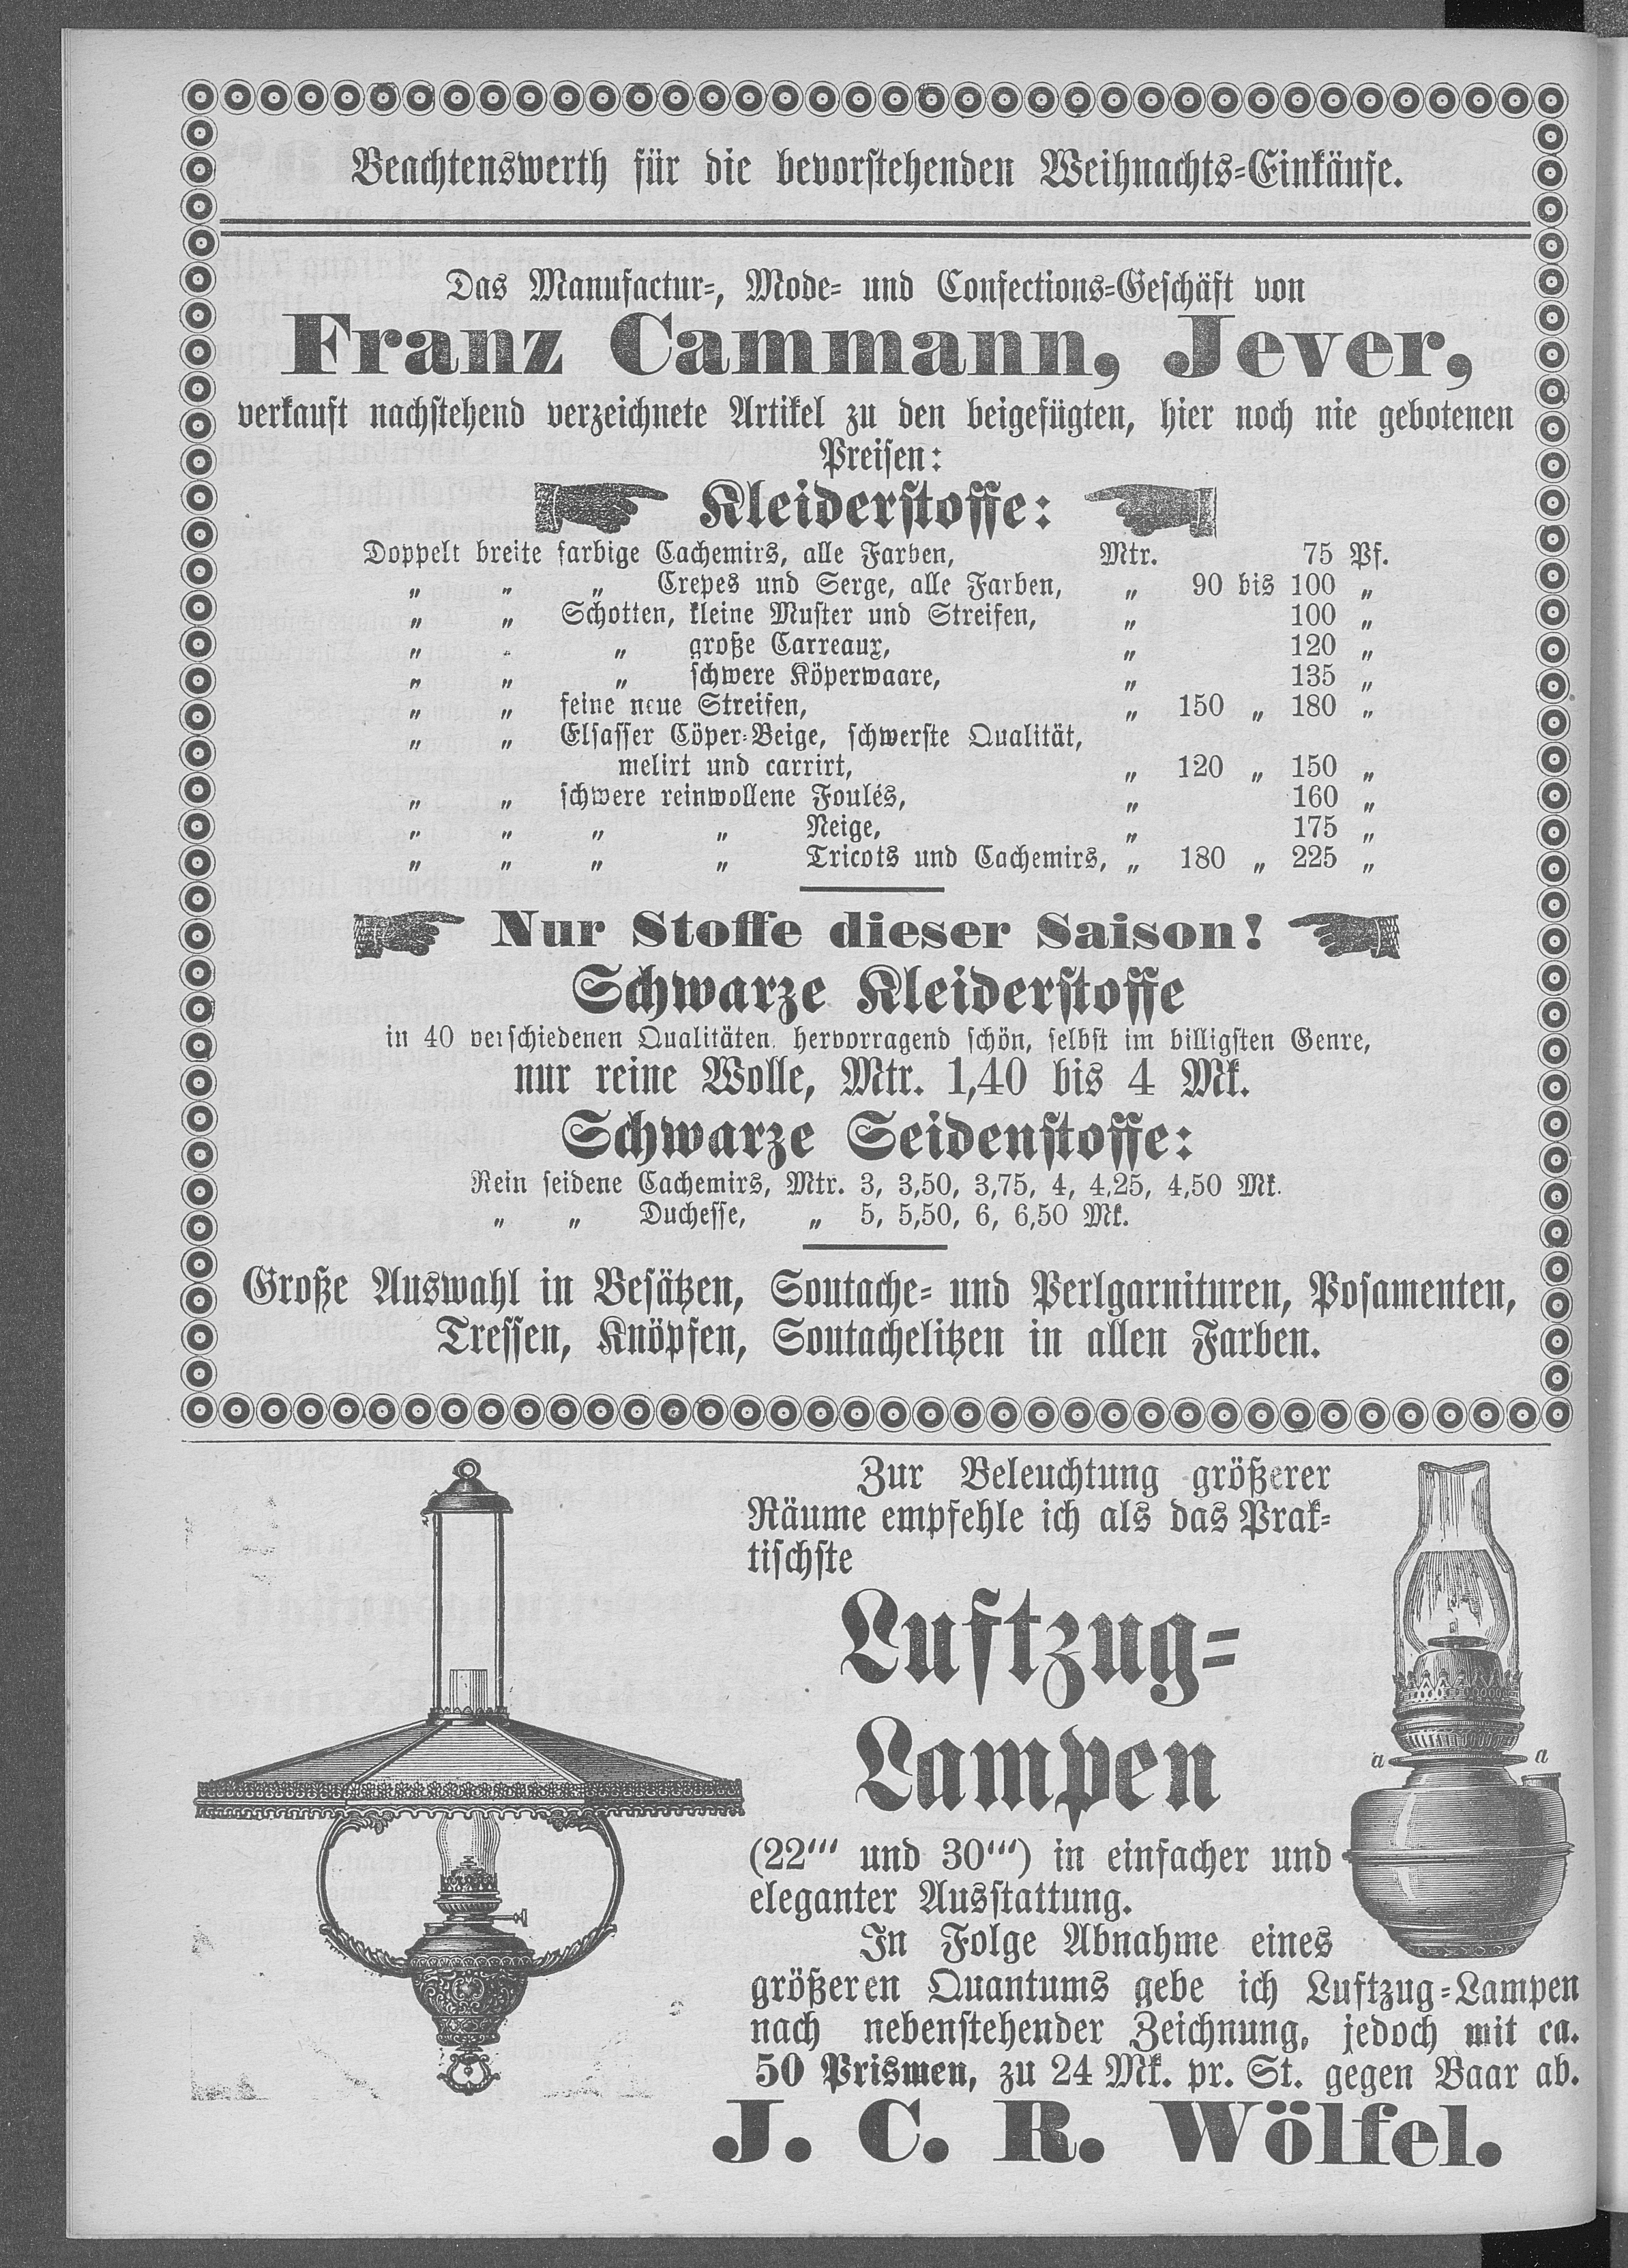 Beachtenswerth für die bevorstehenden Weihnachts-Einkäufe.
Das Manufactur-, Mode- und Confections-Geschäft von
Franz Cammann, Jever,
verkauft nachstehend verzeichnete Artikel zu den beigefügten, hier noch nie gebotenen
Preisen:
Kleiderstoffe:
Doppelt breite farbige Cachemirs, alle Farben, Mtr. 75 Pf.
„ „ „ Crepes und Serge, alle Farben, „ 90 bis 100 „
„ „ Schotten, kleine Muster und Streifen, „ 100 „
„ „ „ große Carreaux, „ 120 „
„ „ „ schwere Köperwaare, „ 135 „
„ „ feine neue Streifen, „ 150 „ 180 „
„ „ Elsasser Cöper-Beige, schwerste Qualität,
melirt und carrirt, „ 120 „ 150 „
„ „ schwere reinwollene Foulés, „ 160 „
„ „ „ „ Neige, „ 175 „
„ „ „ „ Tricots und Cachemirs, „ 180 „ 225 „
Nur Stoffe dieser Saison!
Schwarze Kleiderstoffe
in 40 verschiedenen Qualitäten, hervorragend schön, selbst im billigsten Genre,
nur reine Wolle, Mtr. 1,40 bis 4 Mk.
Schwarze Seidenstoffe:
Rein seidene Cachemirs, Mtr. 3, 3,50, 3,75, 4, 4,25, 4,50 Mk.
„ „ Duchesse, „ 5, 5,50, 6, 6,50 Mk.
Große Auswahl in Besätzen, Soutache- und Perlgarnituren, Posamenten,
Tressen, Knöpfen, Soutachelitzen in allen Farben.
Zur Beleuchtung größerer
Räume empfehle ich als das Prak-
tischste
Luftzug-
Lampen
a a
(22''' und 30''') in einfacher und
eleganter Ausstattung.
In Folge Abnahme eines
größeren Quantums gebe ich Luftzug-Lampen
nach nebenstehender Zeichnung, jedoch mit ca.
50 Prismen, zu 24 Mk. pr. St. gegen Baar ab.
J. C. R. Wölfel.